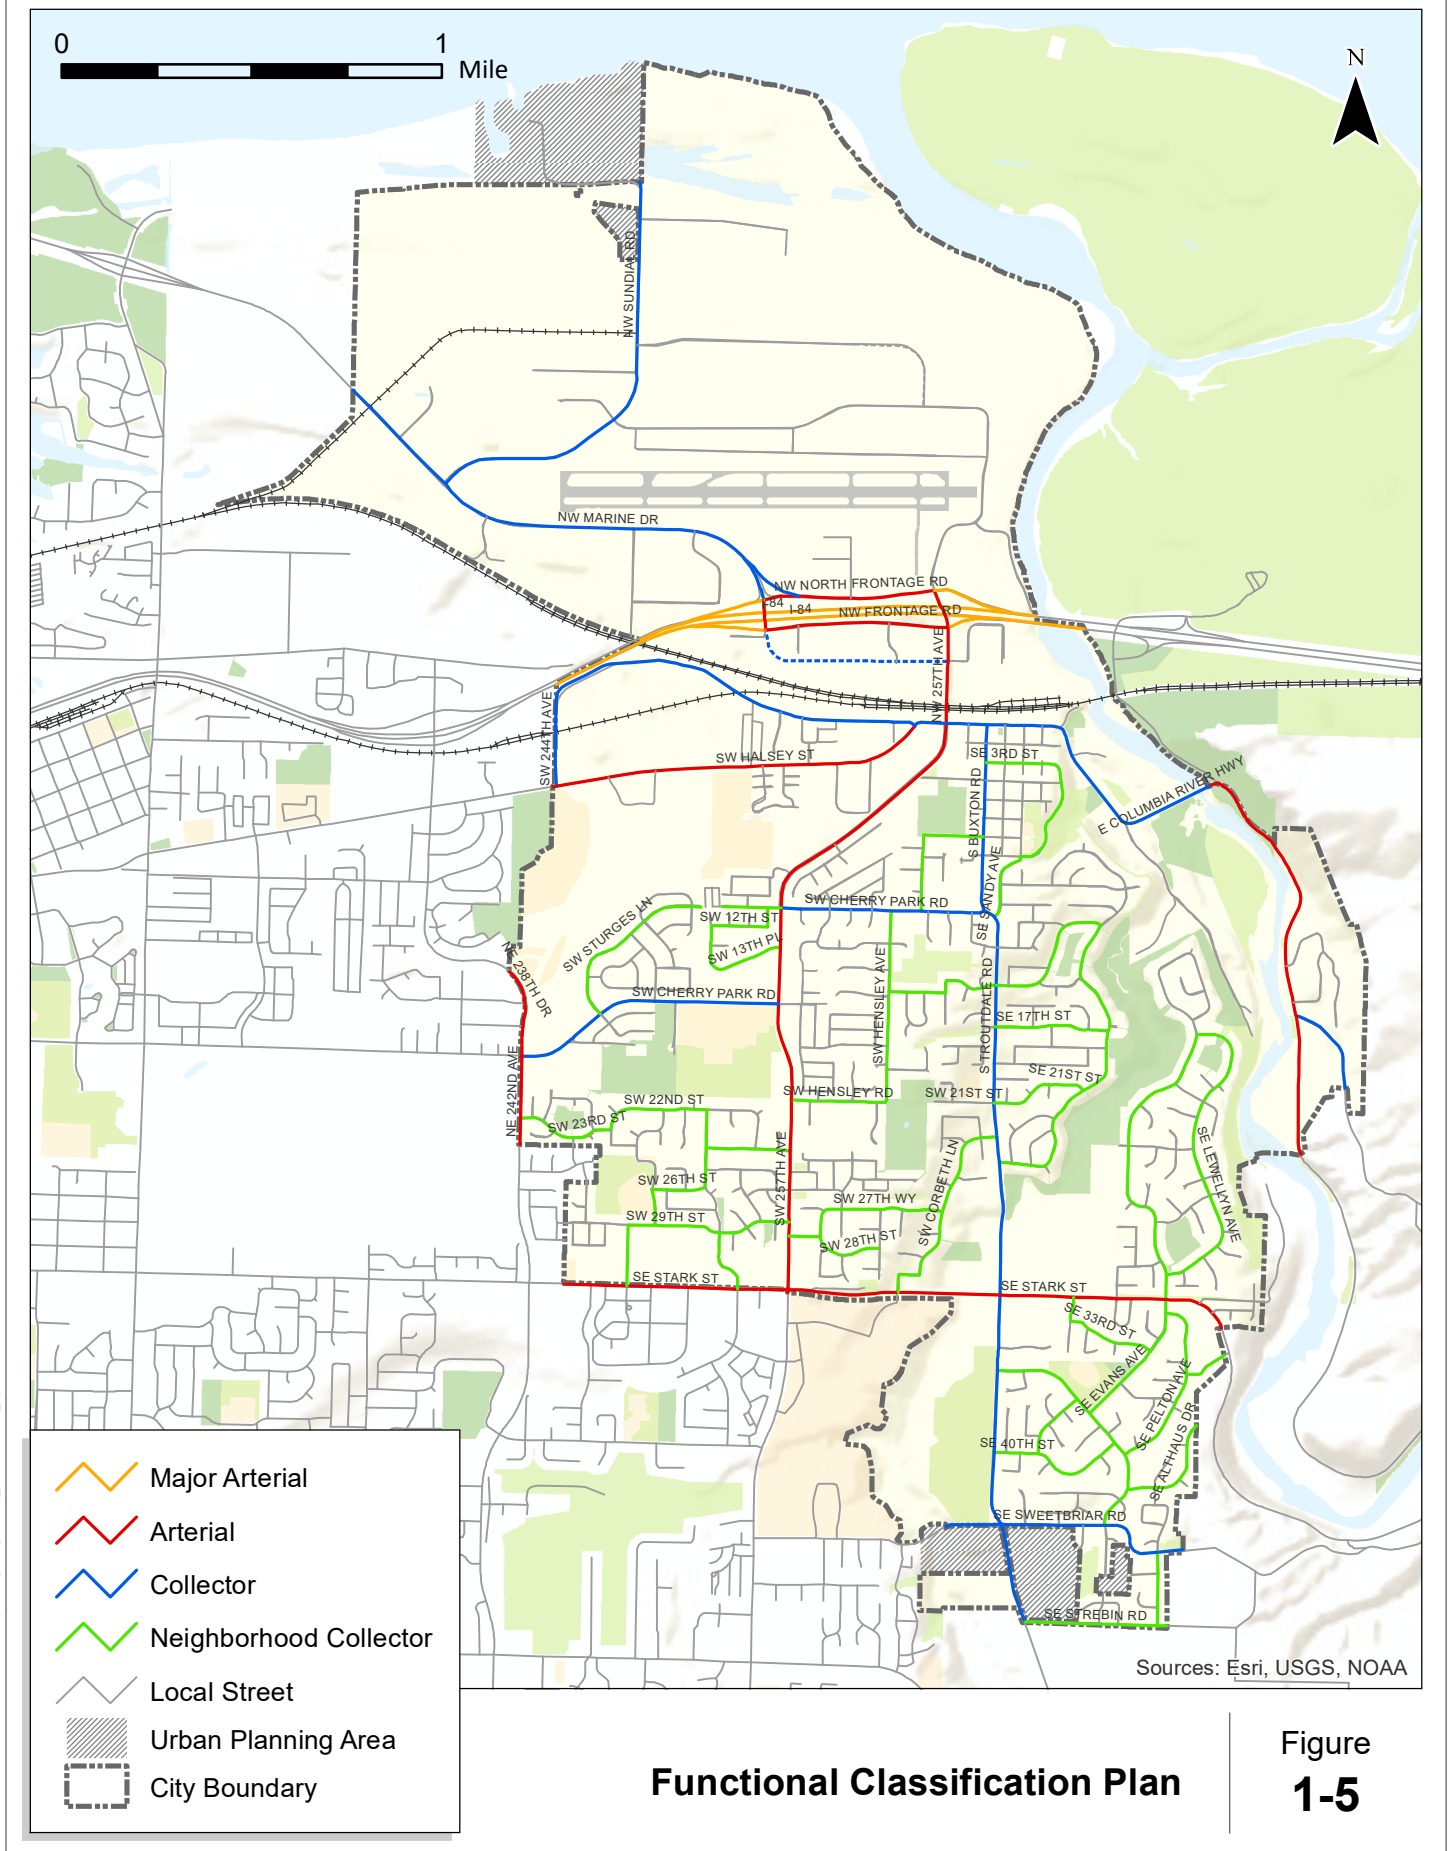 0 1
Mile
N
NW SUNDIAL RD
NW MARINE DR
NW NORTH FRONTAGE RD
I-84
I-84
NW FRONTAGE RD
NW 257TH AVE
SW 244TH AVE
SW HALSEY ST
SE 3RD ST
S BUXTON RD
E COLUMBIA RIVER HWY
SE SANDY AVE
SW CHERRY PARK RD
SW STURGES LN
SW 12TH ST
SW 13TH PL
NE 238TH DR
SW CHERRY PARK RD
SW HENSLEY AVE
S TROUTDALE RD
SE 17TH ST
NE 242ND AVE
SE 21ST ST
SW HENSLEY RD
SW 21ST ST
SW 22ND ST
SW 23RD ST
SW 257TH AVE
SW CORBETH LN
SE LEWELLYN AVE
SW 26TH ST
SW 27TH WY
SW 29TH ST
SW 28TH ST
SE STARK ST
SE STARK ST
SE 33RD ST
SE EVANS AVE
SE PELTON AVE
SE 40TH ST
SE ALTHAUS DR
SE SWEETBRIAR RD
SE STREBIN RD
Sources: Esri, USGS, NOAA
Major Arterial
Arterial
Collector
Neighborhood Collector
Local Street
Urban Planning Area
City Boundary
Functional Classification Plan
Figure
1-5